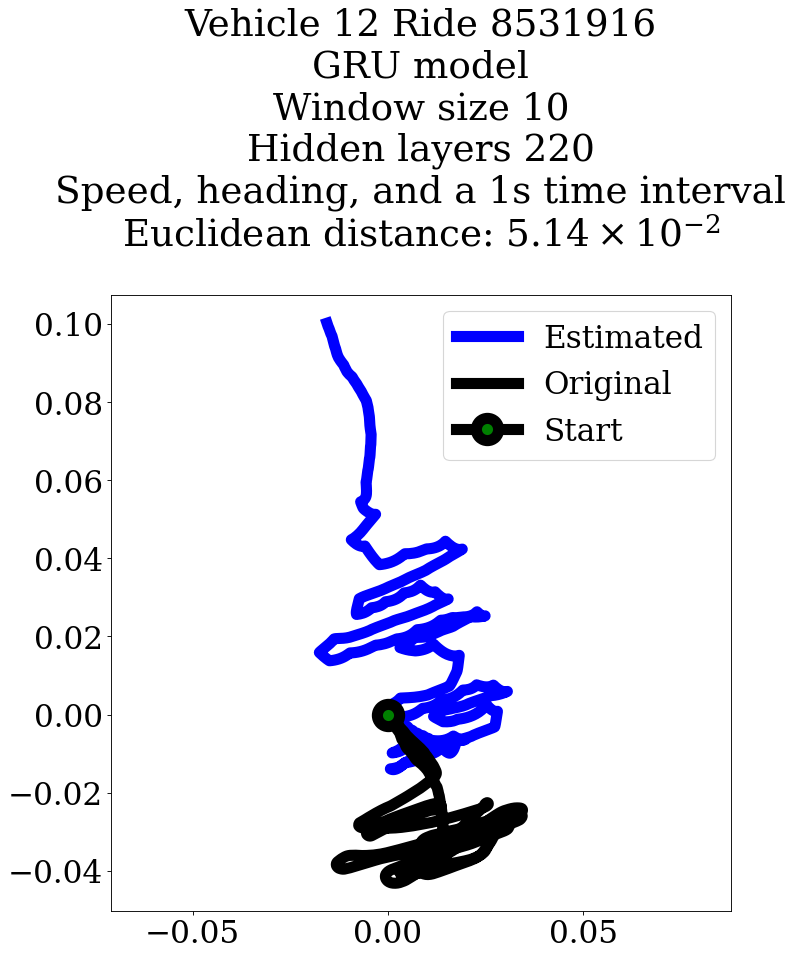 Vehicle 12 Ride 8531916
GRU model
Window size 10
Hidden layers 220
Speed, heading, and a 1s time interval
Euclidean distance: 5.14 × 10⁻²
0.10
0.08
0.06
0.04
0.02
0.00
−0.02
−0.04
Estimated
Original
Start
−0.05
0.00
0.05